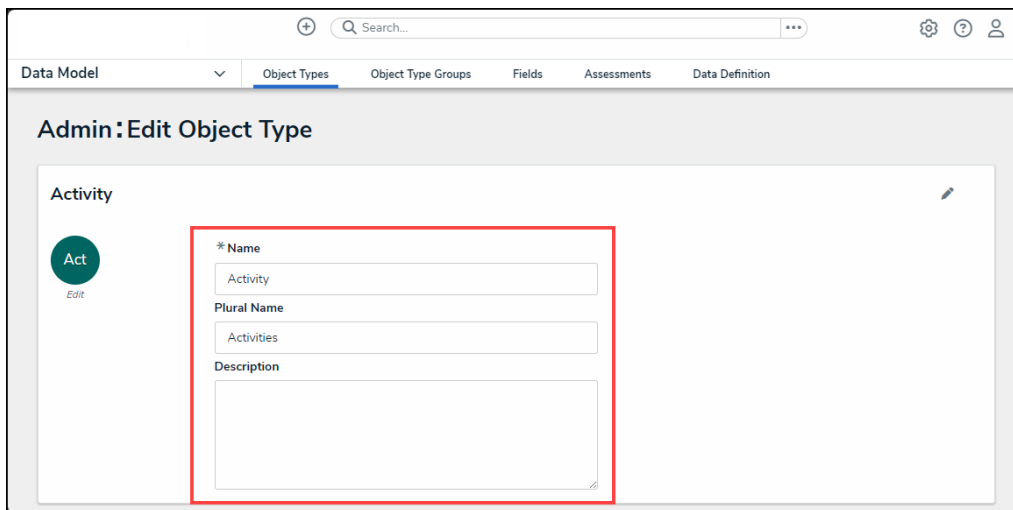 Search...
Data Model
Object Types
Object Type Groups
Fields
Assessments
Data Definition
Admin:Edit Object Type
Activity
Act
Edit
*Name
Activity
Plural Name
Activities
Description